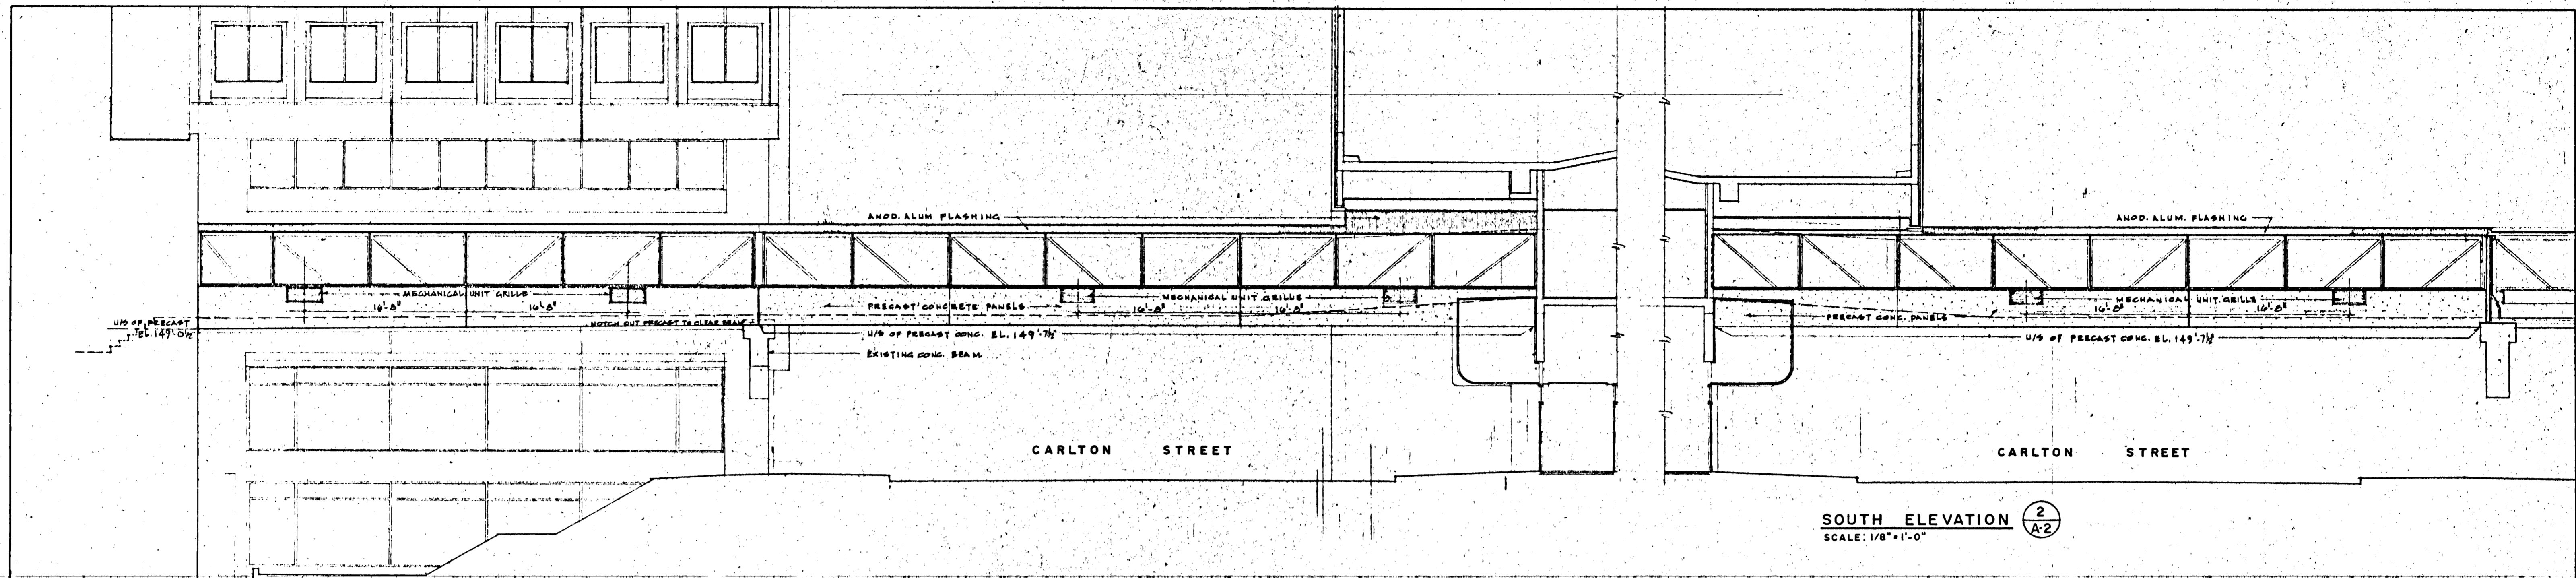 ANOD. ALUM FLASHING
ANOD. ALUM. FLASHING
MECHANICAL UNIT GRILLE
16'-8" 16'-8"
PRECAST CONCRETE PANELS
MECHANICAL UNIT GRILLE
16'-8" 16'-8"
MECHANICAL UNIT GRILLE
16'-8" 16'-8"
PRECAST CONC. PANELS
U/S OF PRECAST
EL. 149'-0½
NOTCH OUT PRECAST TO CLEAR BEAM
U/S OF PRECAST CONC. EL. 149'-7½
EXISTING CONC. BEAM
U/S OF PRECAST CONC. EL. 149'-7½
CARLTON STREET
CARLTON STREET
SOUTH ELEVATION 2
A-2
SCALE: 1/8" = 1'-0"